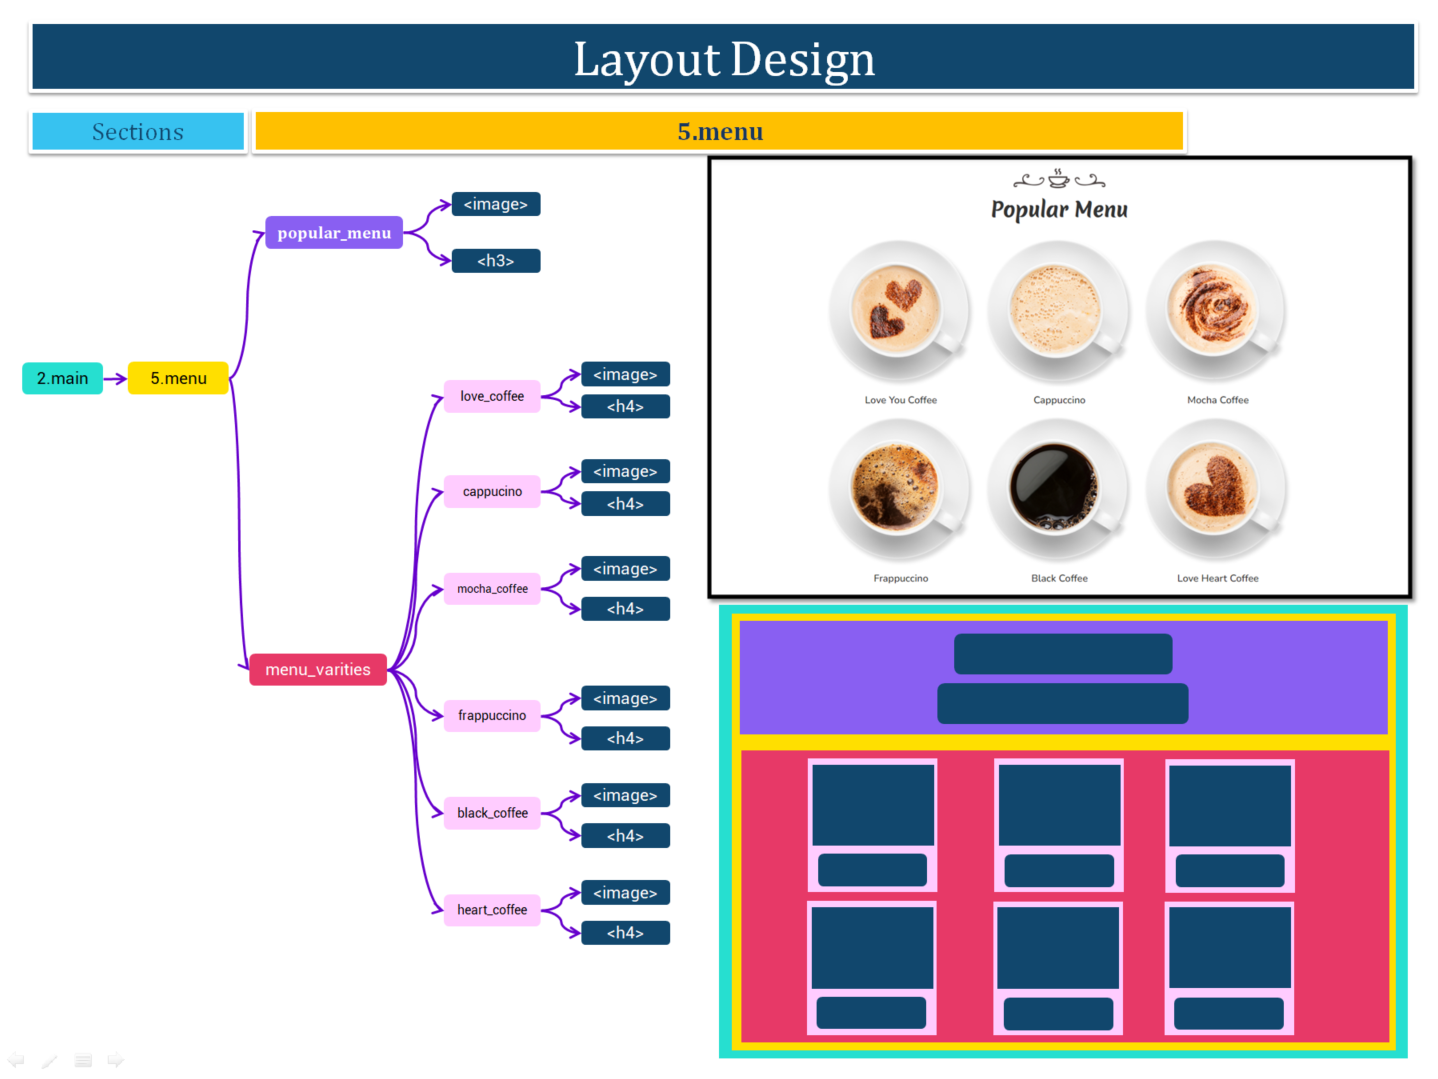 Layout Design
Sections
5.menu
<image>
popular_menu
<h3>
2.main
5.menu
<image>
love_coffee
<h4>
<image>
cappucino
<h4>
<image>
mocha_coffee
<h4>
menu_varities
<image>
frappuccino
<h4>
<image>
black_coffee
<h4>
<image>
heart_coffee
<h4>
Popular Menu
Love You Coffee
Cappuccino
Mocha Coffee
Frappuccino
Black Coffee
Love Heart Coffee